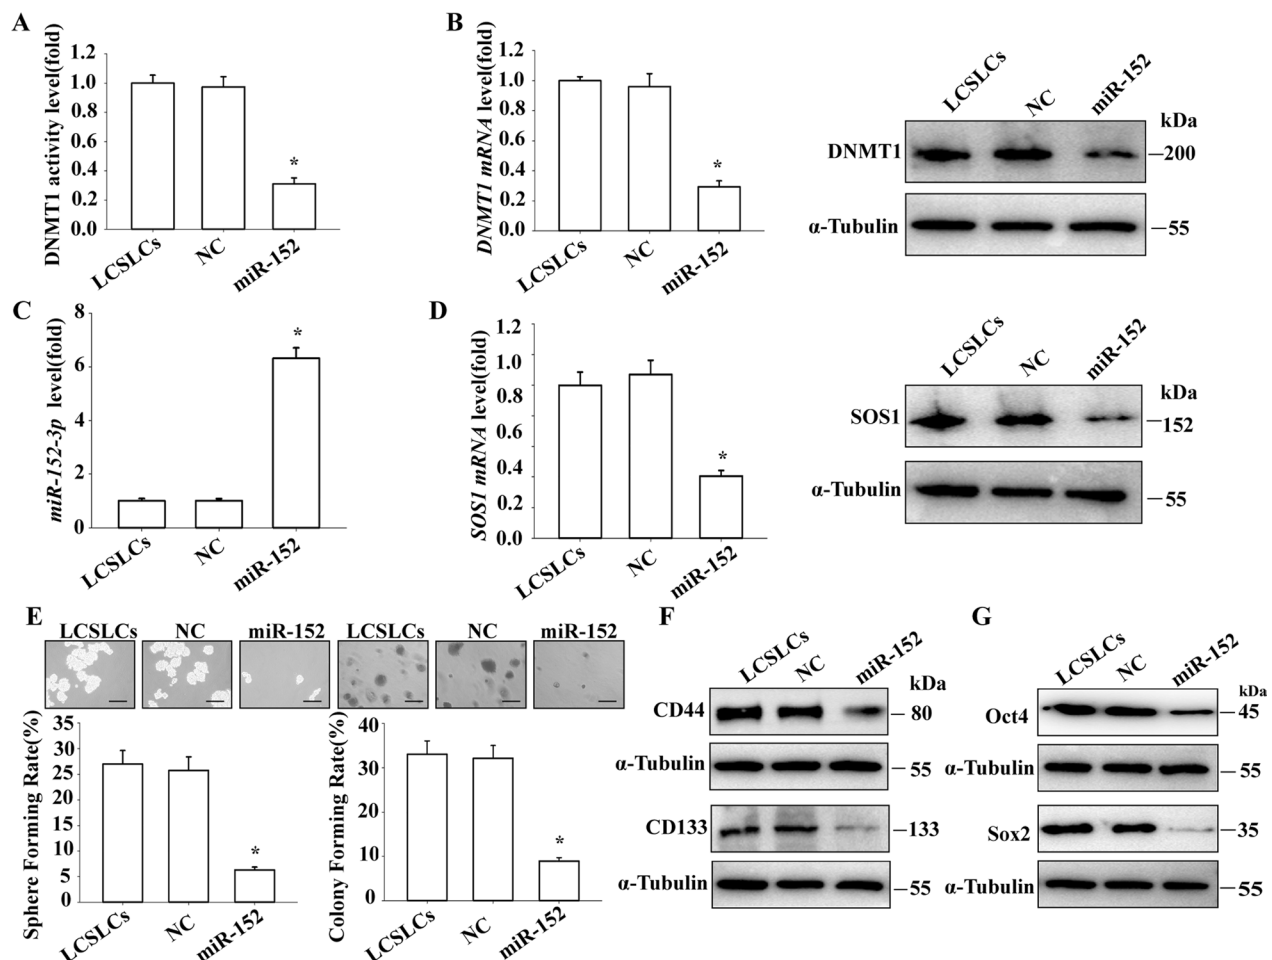 A
DNMT1 activity level(fold)
1.2
1.0
0.8
0.6
0.4
0.2
0.0
*
LCSLCs
NC
miR-152
B
DNMT1 mRNA level(fold)
1.2
1.0
0.8
0.6
0.4
0.2
0.0
*
LCSLCs
NC
miR-152
LCSLCs
NC
miR-152
kDa
DNMT1
200
α-Tubulin
55
C
miR-152-3p level(fold)
8
6
4
2
0
*
LCSLCs
NC
miR-152
D
SOS1 mRNA level(fold)
1.2
1.0
0.8
0.6
0.4
0.2
0.0
*
LCSLCs
NC
miR-152
LCSLCs
NC
miR-152
kDa
SOS1
152
α-Tubulin
55
E
LCSLCs NC miR-152 LCSLCs NC miR-152
Sphere Forming Rate(%)
35
30
25
20
15
10
5
0
*
LCSLCs
NC
miR-152
Colony Forming Rate(%)
40
30
20
10
0
*
LCSLCs
NC
miR-152
F
LCSLCs
NC
miR-152
kDa
CD44
80
α-Tubulin
55
CD133
133
α-Tubulin
55
G
LCSLCs
NC
miR-152
kDa
Oct4
45
α-Tubulin
55
Sox2
35
α-Tubulin
55